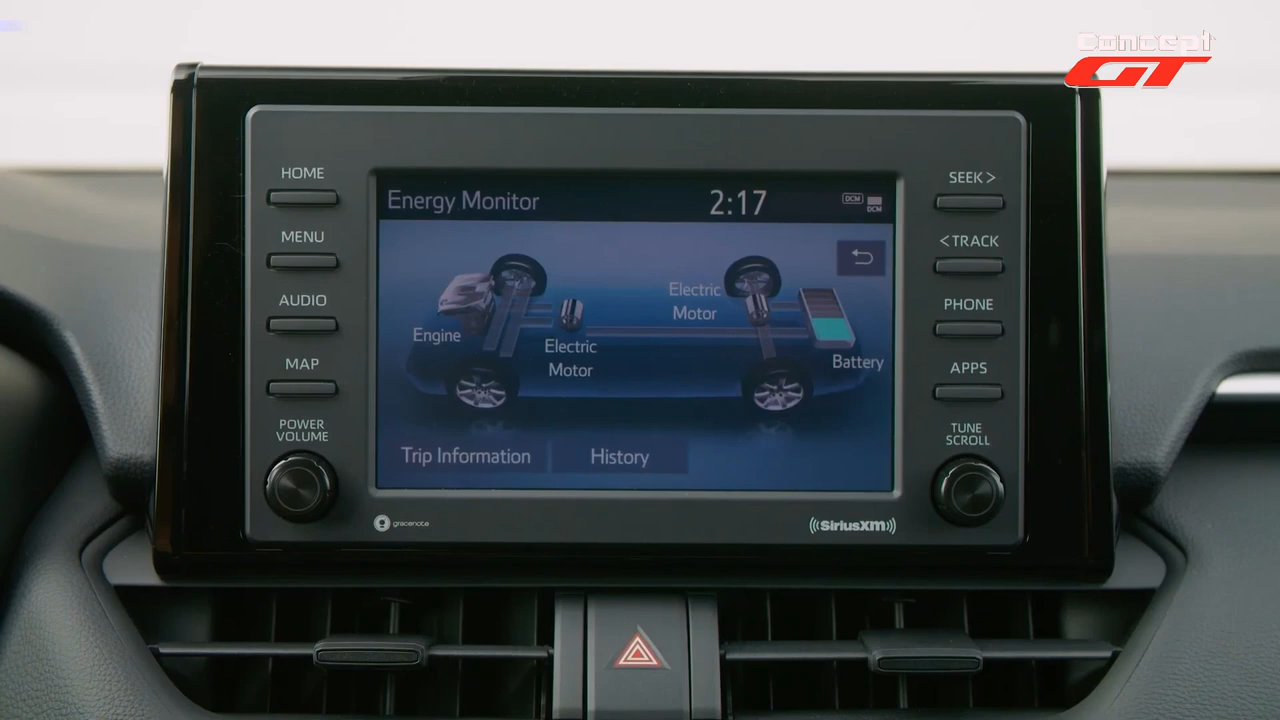 Concept
GT
HOME
MENU
AUDIO
MAP
POWER
VOLUME
Energy Monitor
2:17
DCM
DCM
Engine
Electric
Motor
Electric
Motor
Battery
Trip Information
History
SEEK >
< TRACK
PHONE
APPS
TUNE
SCROLL
gracenote
((SiriusXM))